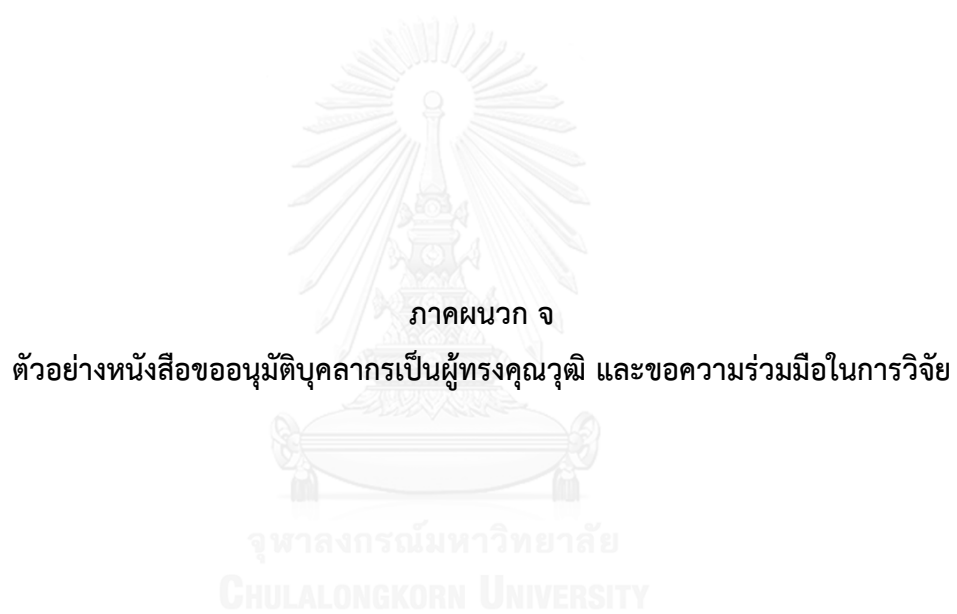 ภาคผนวก จ
ตัวอย่างหนังสือขออนุมัติบุคลากรเป็นผู้ทรงคุณวุฒิ และขอความร่วมมือในการวิจัย
จุฬาลงกรณ์มหาวิทยาลัย
CHULALONGKORN UNIVERSITY